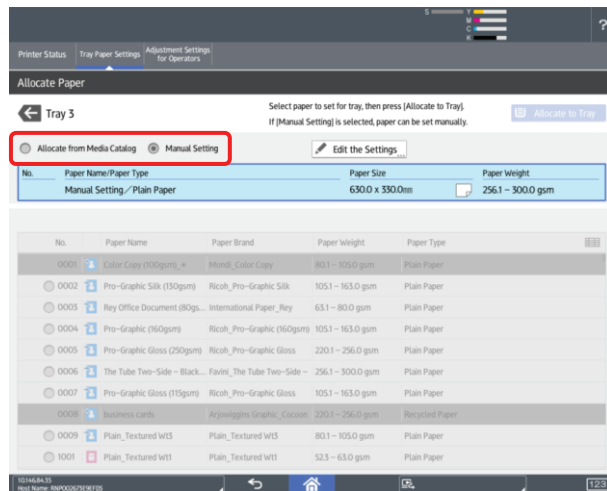 S Y
M
C
K
?
Printer Status Tray Paper Settings Adjustment Settings for Operators
Allocate Paper
Tray 3
Select paper to set for tray, then press [Allocate to Tray].
If [Manual Setting] is selected, paper can be set manually.
Allocate to Tray
Allocate from Media Catalog Manual Setting
Edit the Settings
No. Paper Name/Paper Type Paper Size Paper Weight
Manual Setting/Plain Paper 630.0 x 330.0mm 256.1 - 300.0 gsm
No. Paper Name Paper Brand Paper Weight Paper Type
0001 Color Copy (100gsm)_* Mondi_Color Copy 80.1 - 105.0 gsm Plain Paper
0002 Pro-Graphic Silk (130gsm) Ricoh_Pro-Graphic Silk 105.1 - 163.0 gsm Plain Paper
0003 Rey Office Document (80gs... International Paper_Rey 63.1 - 80.0 gsm Plain Paper
0004 Pro-Graphic (160gsm) Ricoh_Pro-Graphic (160gsm) 105.1 - 163.0 gsm Plain Paper
0005 Pro-Graphic Gloss (250gsm) Ricoh_Pro-Graphic Gloss 220.1 - 256.0 gsm Plain Paper
0006 The Tube Two-Side - Black... Favini_The Tube Two-Side - 256.1 - 300.0 gsm Plain Paper
0007 Pro-Graphic Gloss (115gsm) Ricoh_Pro-Graphic Gloss 105.1 - 163.0 gsm Plain Paper
0008 business cards Arjowiggins Graphic_Cocoon 220.1 - 256.0 gsm Recycled Paper
0009 Plain_Textured Wt3 Plain_Textured Wt3 80.1 - 105.0 gsm Plain Paper
1001 Plain_Textured Wt1 Plain_Textured Wt1 52.3 - 63.0 gsm Plain Paper
10.146.84.35
Host Name: RNP002675E9EF05
123